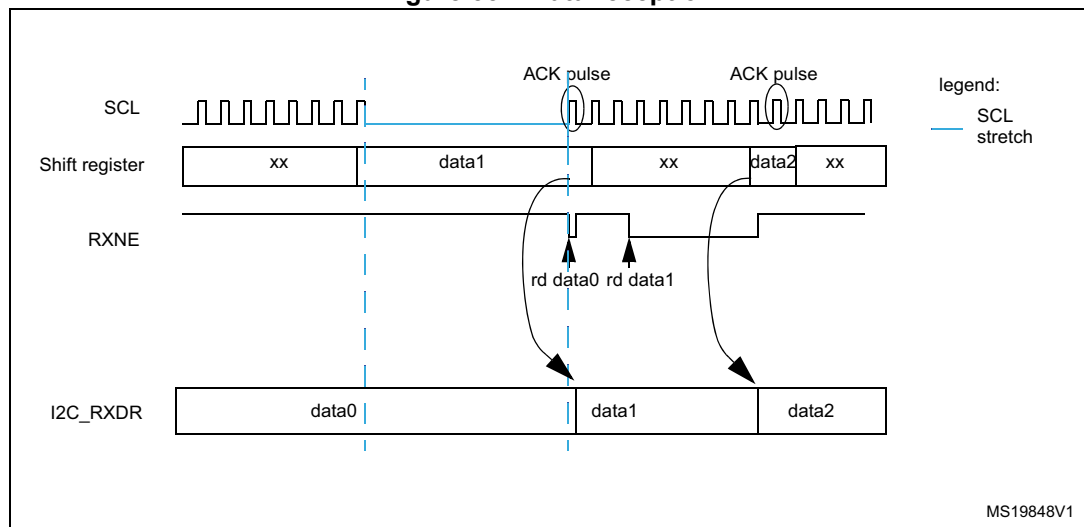 ACK pulse ACK pulse
legend:
SCL
SCL
stretch
Shift register xx data1 xx data2 xx
RXNE
rd data0 rd data1
I2C_RXDR data0 data1 data2
MS19848V1